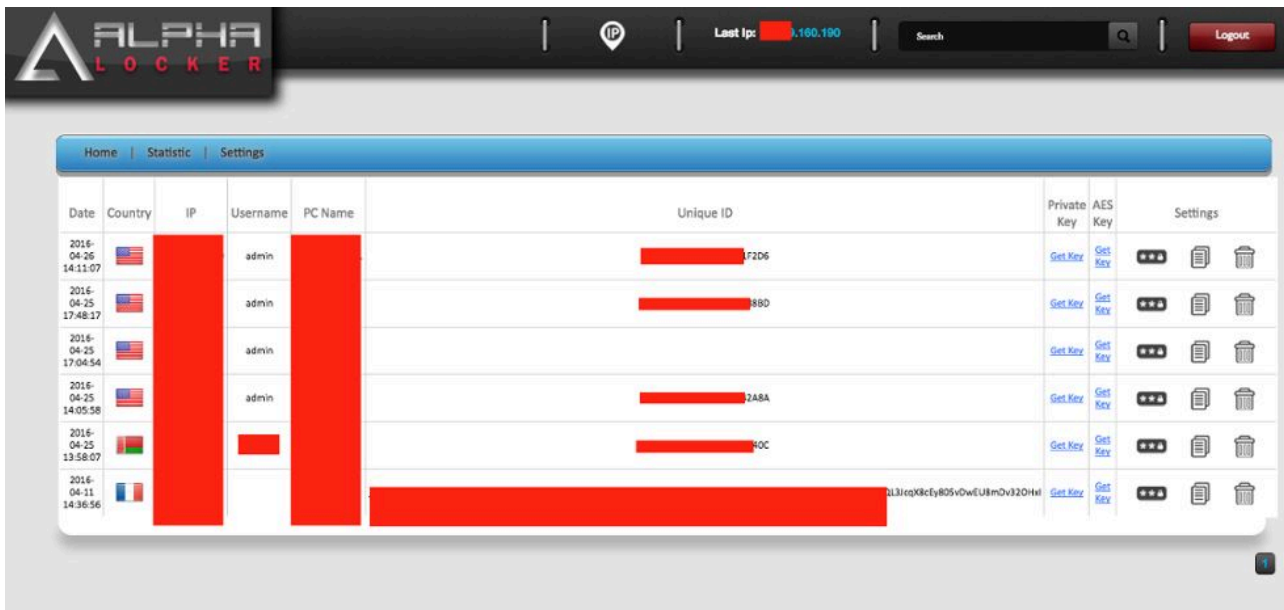 ALPHA
LOCKER
IP
Last Ip: .160.190
Search
Logout
Home | Statistic | Settings
Date Country IP Username PC Name Unique ID Private Key AES Key Settings
2016-04-26 14:11:07 admin 1F2D6 Get Key Get Key
2016-04-25 17:48:17 admin 88BD Get Key Get Key
2016-04-25 17:04:54 admin Get Key Get Key
2016-04-25 14:05:58 admin 2A8A Get Key Get Key
2016-04-25 13:58:07 40C Get Key Get Key
2016-04-11 14:36:56 Get Key Get Key
1